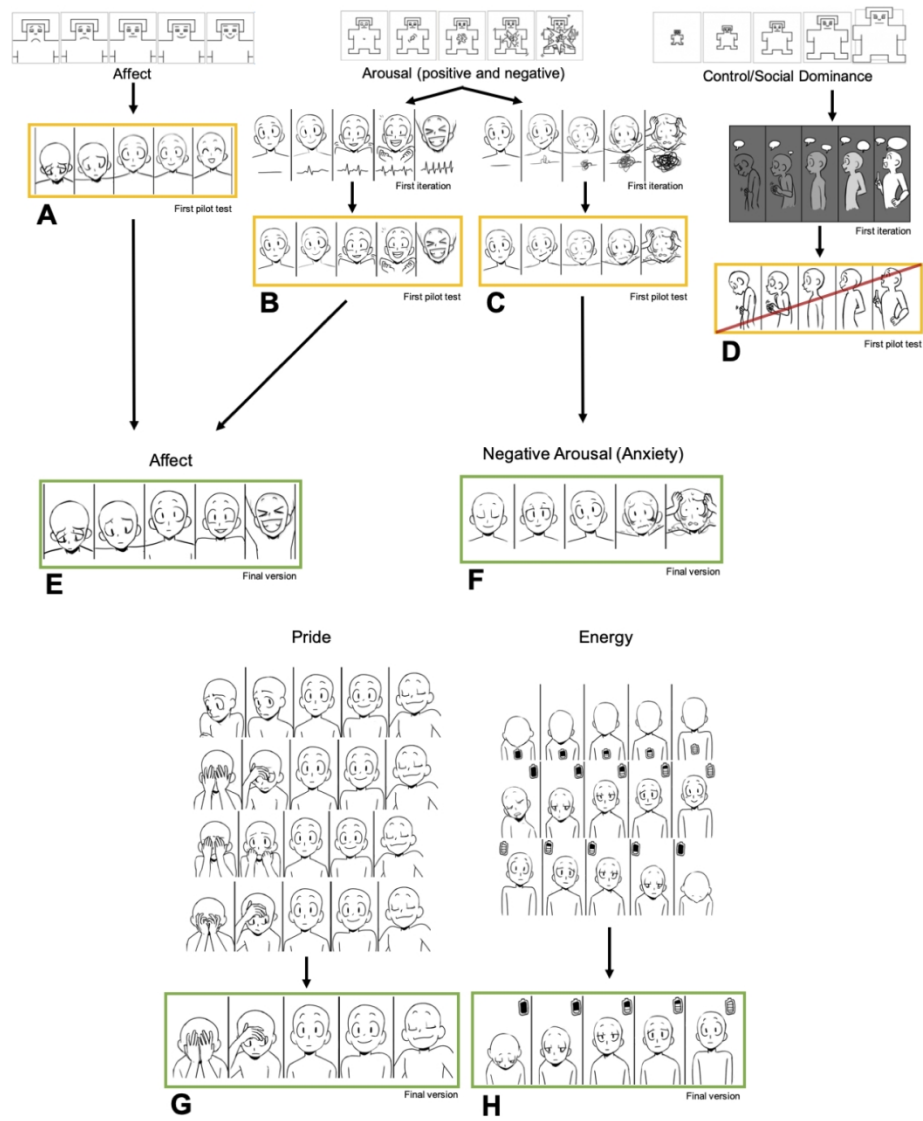 Affect
Arousal (positive and negative)
Control/Social Dominance
First iteration
First iteration
A
First pilot test
First iteration
B
First pilot test
C
First pilot test
D
First pilot test
Affect
Negative Arousal (Anxiety)
E
Final version
F
Final version
Pride
Energy
G
Final version
H
Final version